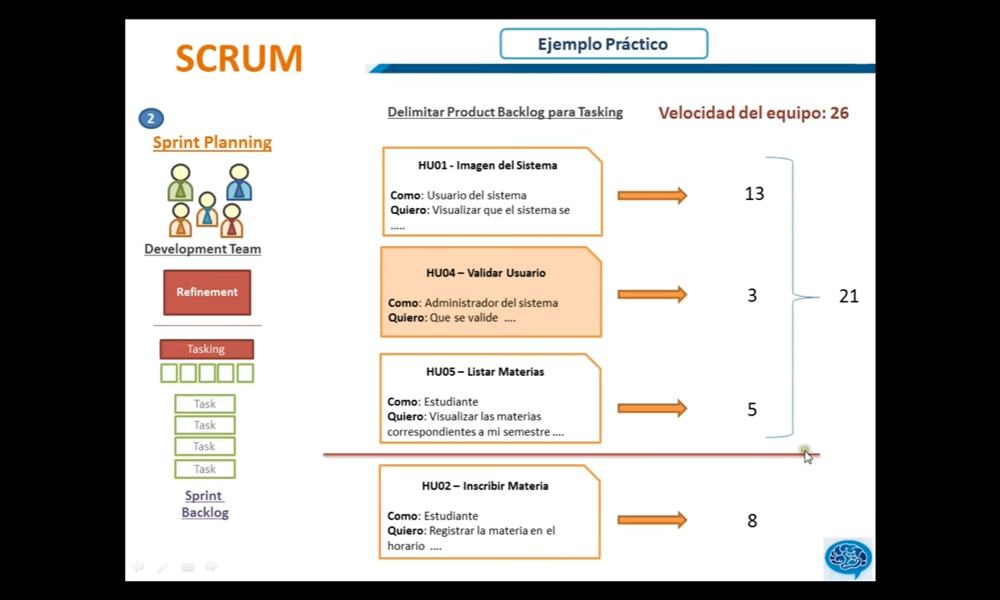 SCRUM
Ejemplo Práctico
2
Sprint Planning
Development Team
Refinement
Tasking
Task
Task
Task
Task
Sprint
Backlog
Delimitar Product Backlog para Tasking
Velocidad del equipo: 26
HU01 - Imagen del Sistema
Como: Usuario del sistema
Quiero: Visualizar que el sistema se
.....
13
HU04 – Validar Usuario
Como: Administrador del sistema
Quiero: Que se valide ....
3
HU05 – Listar Materias
Como: Estudiante
Quiero: Visualizar las materias
correspondientes a mi semestre ....
5
21
HU02 – Inscribir Materia
Como: Estudiante
Quiero: Registrar la materia en el
horario ....
8